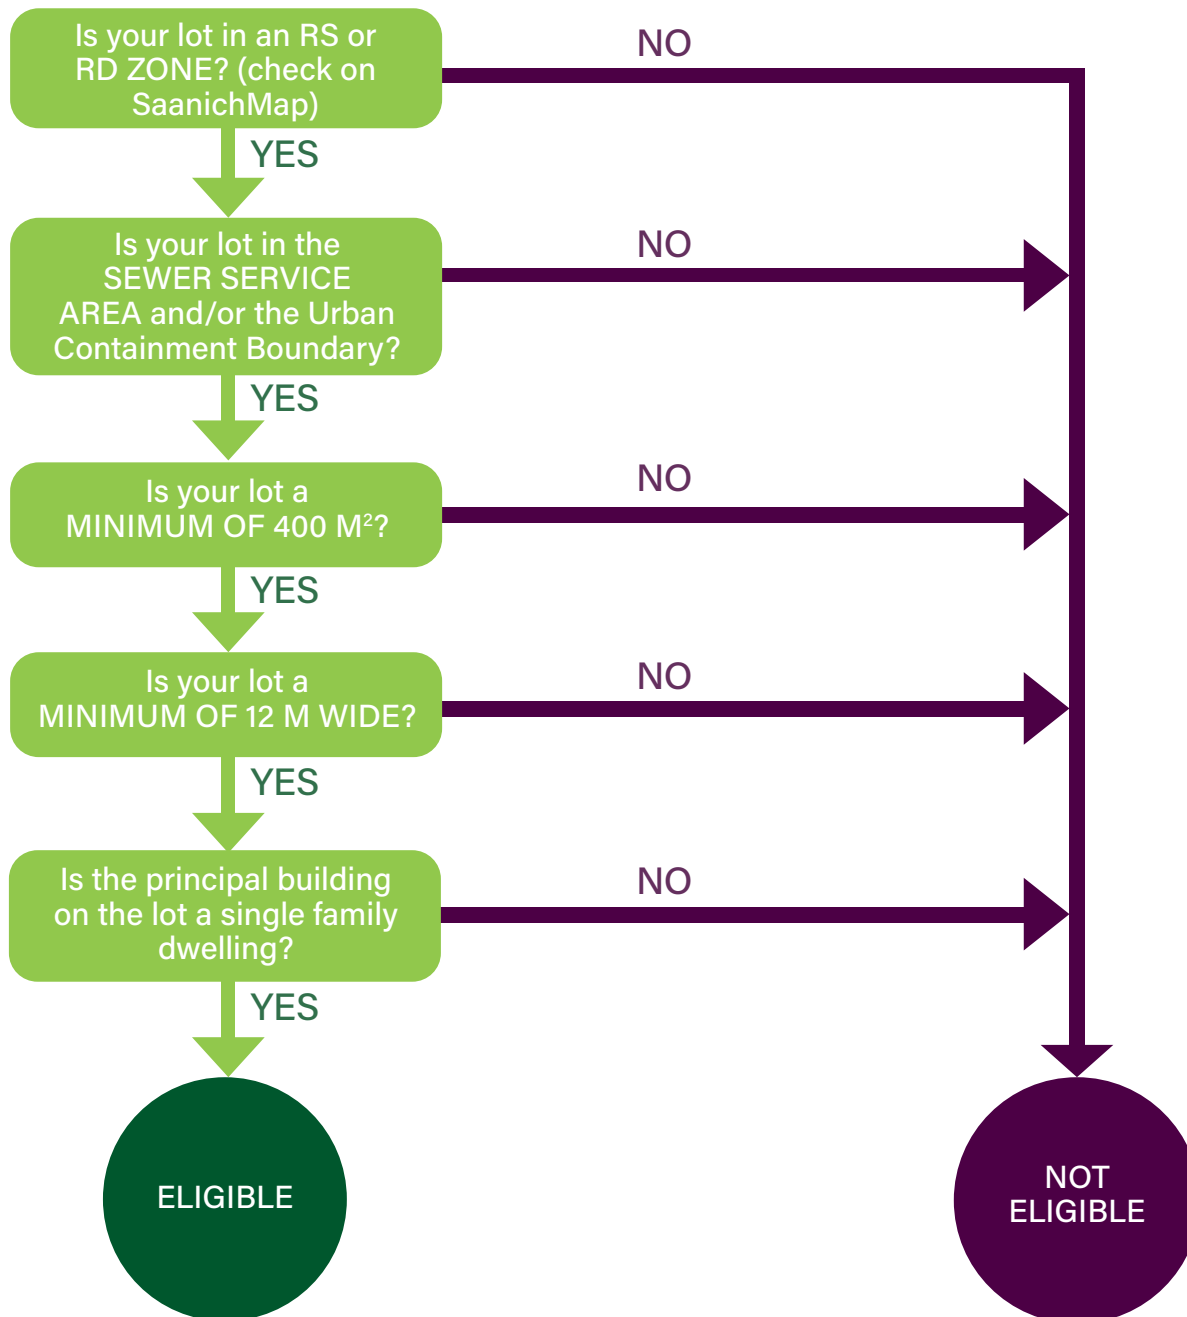 Is your lot in an RS or
RD ZONE? (check on
SaanichMap)
NO
YES
Is your lot in the
SEWER SERVICE
AREA and/or the Urban
Containment Boundary?
NO
YES
Is your lot a
MINIMUM OF 400 M²?
NO
YES
Is your lot a
MINIMUM OF 12 M WIDE?
NO
YES
Is the principal building
on the lot a single family
dwelling?
NO
YES
ELIGIBLE
NOT
ELIGIBLE